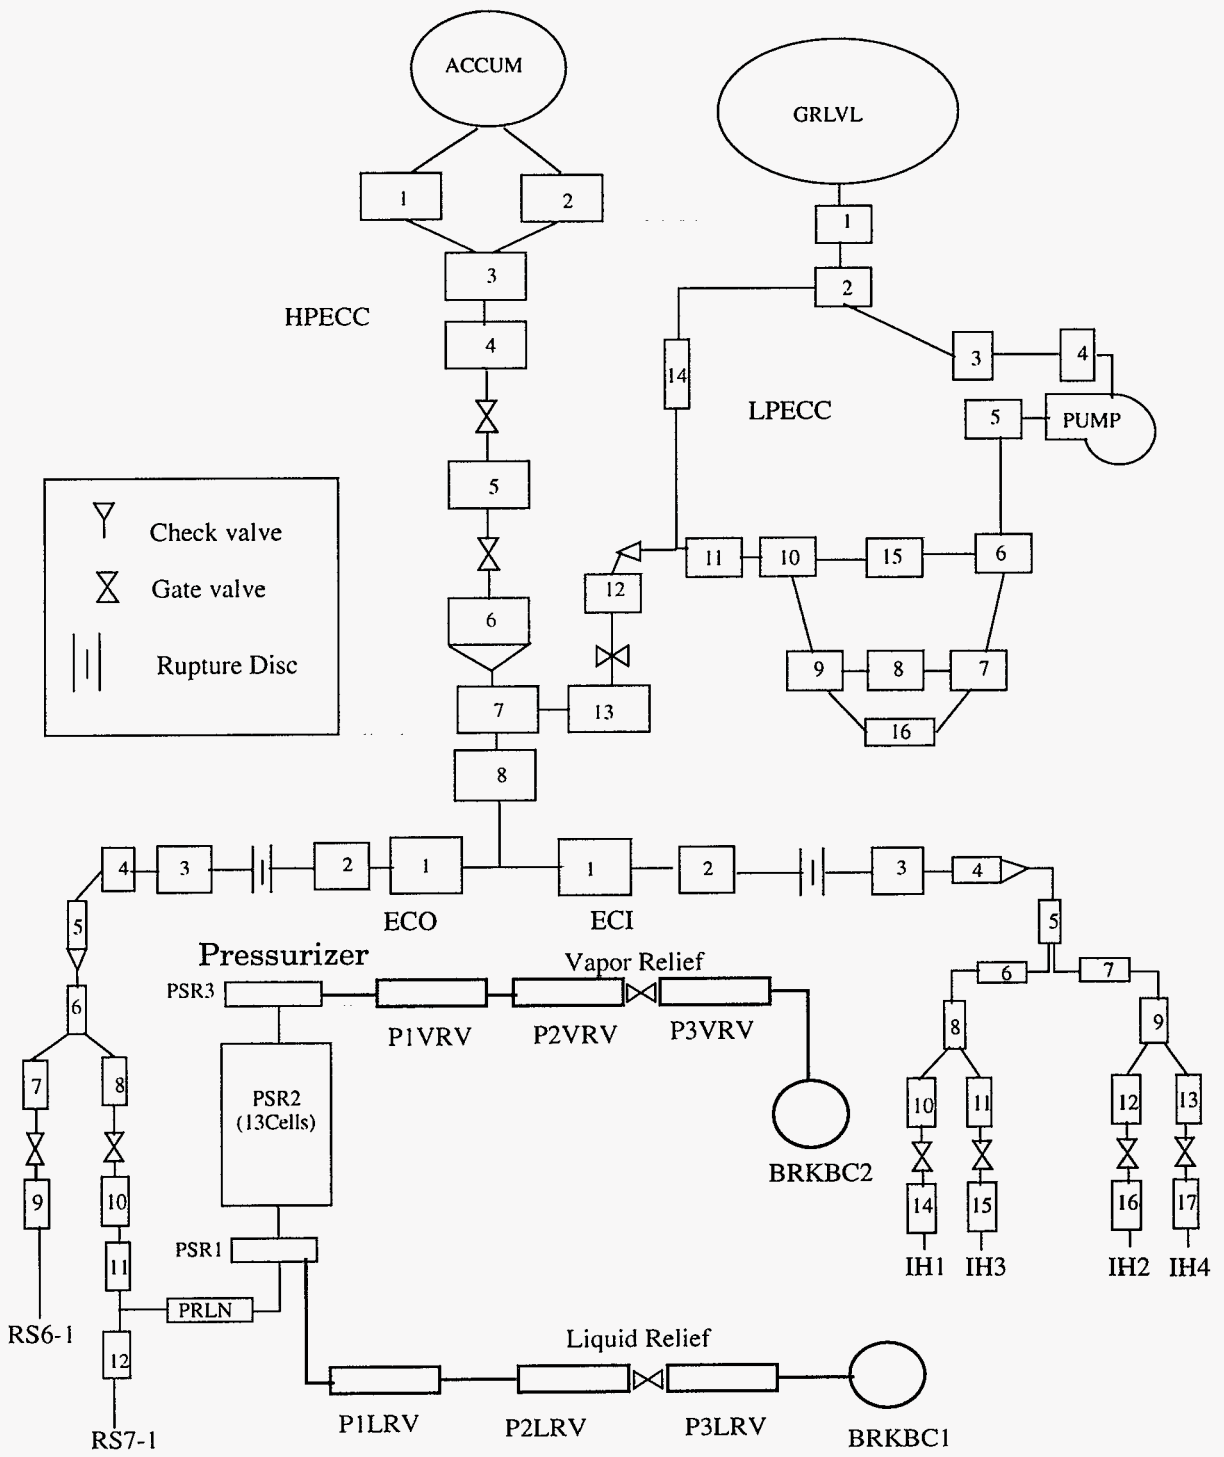 ACCUM
GRLVL
1
2
1
3
2
HPECC
4
3
4
14
LPECC
5
PUMP
5
Check valve
11
10
15
6
Gate valve
12
6
Rupture Disc
9
8
7
7
13
16
8
4
3
2
1
1
2
3
4
ECO
ECI
5
5
Pressurizer
Vapor Relief
6
7
PSR3
6
P1VRV
P2VRV
P3VRV
8
9
7
8
PSR2
(13Cells)
10
11
12
13
BRKBC2
9
10
14
15
16
17
PSR1
11
IH1
IH3
IH2
IH4
PRLN
RS6-1
Liquid Relief
12
P1LRV
P2LRV
P3LRV
RS7-1
BRKBC1